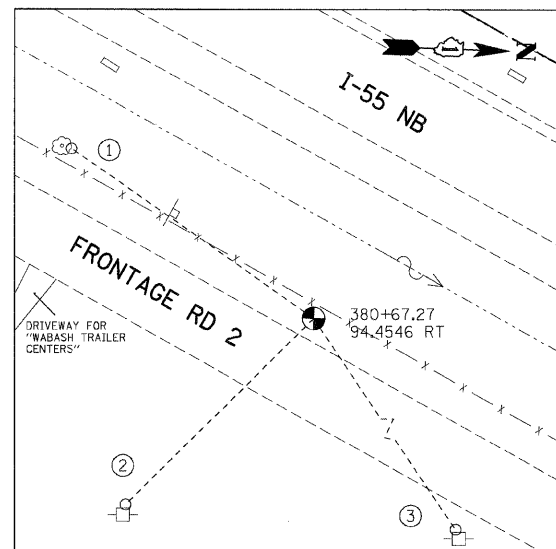 N
I-55 NB
1
FRONTAGE RD 2
380+67.27
94.4546 RT
DRIVEWAY FOR
"WABASH TRAILER
CENTERS"
2
3